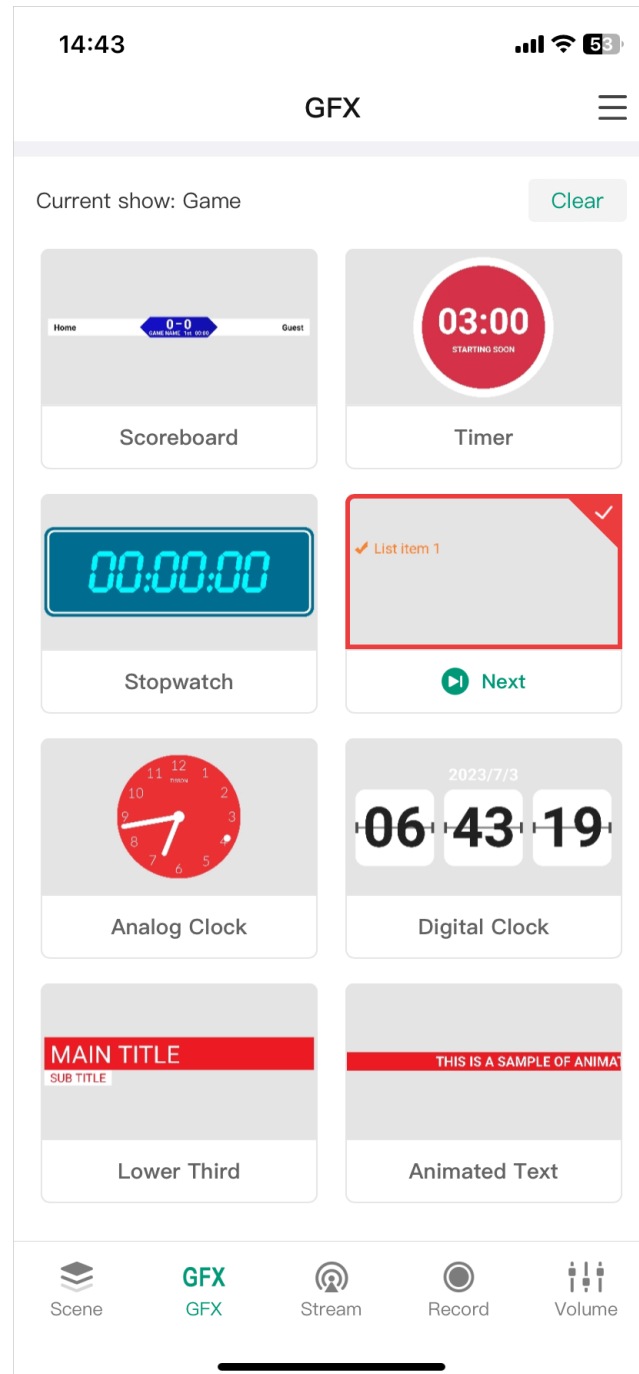 14:43
53
GFX
Current show: Game
Clear
Home
0-0
GAME NAME 1st 00:00
Guest
03:00
STARTING SOON
Scoreboard
Timer
00:00:00
List item 1
Stopwatch
Next
12
11
1
10
2
9
3
8
4
7
5
6
2023/7/3
06 43 19
Analog Clock
Digital Clock
MAIN TITLE
SUB TITLE
THIS IS A SAMPLE OF ANIMAT
Lower Third
Animated Text
GFX
Scene
GFX
Stream
Record
Volume